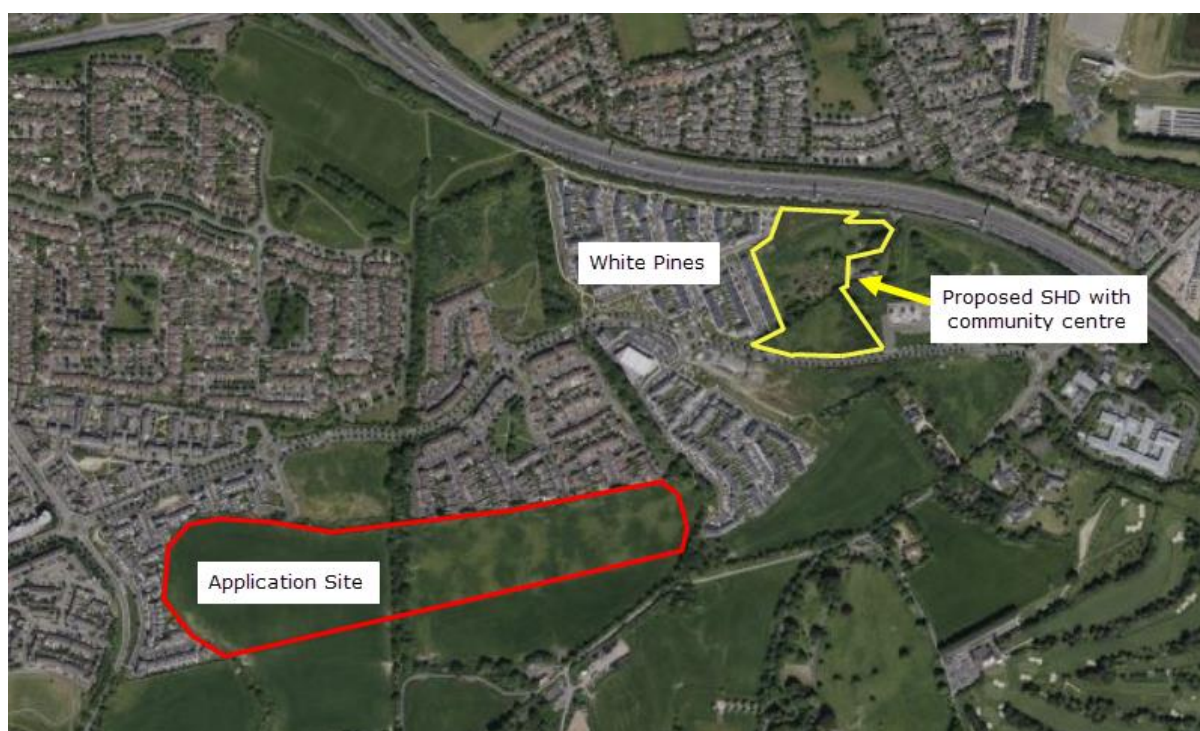 White Pines
Proposed SHD with
community centre
Application Site